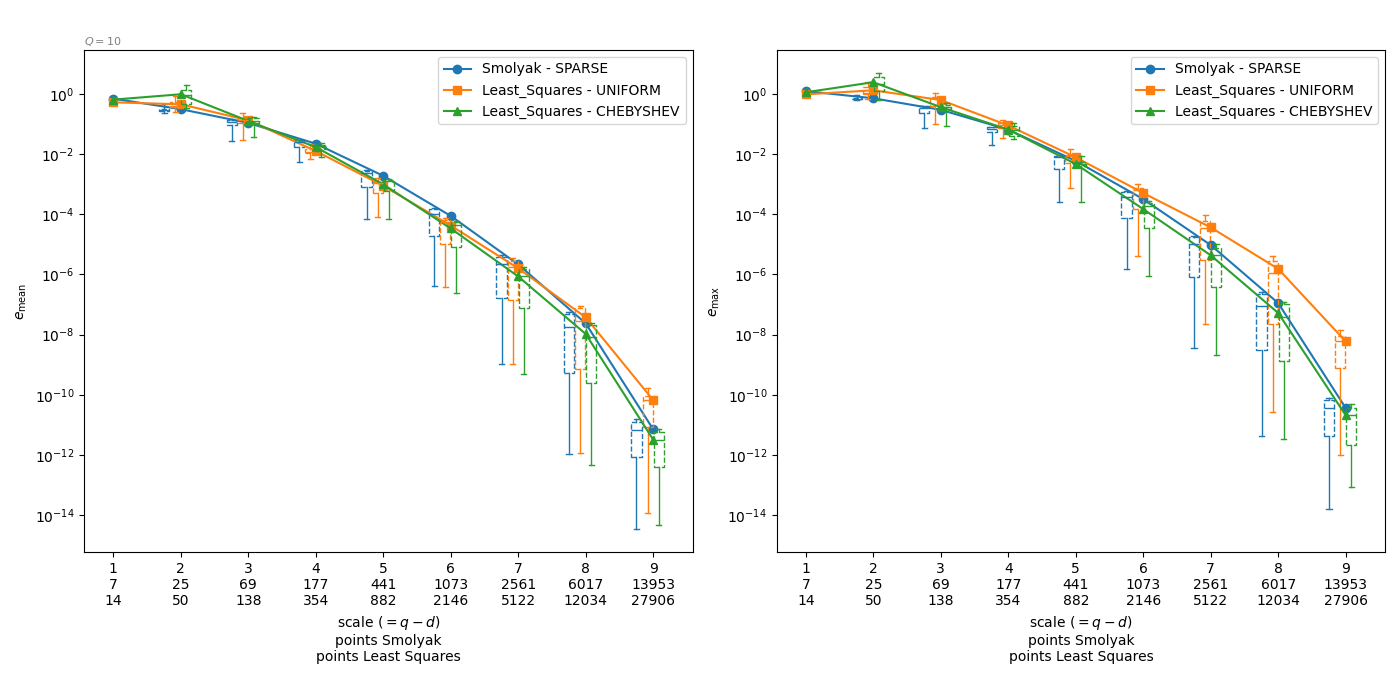 Q = 10
Smolyak - SPARSE
Least_Squares - UNIFORM
Least_Squares - CHEBYSHEV
10⁰
10⁻²
10⁻⁴
10⁻⁶
10⁻⁸
10⁻¹⁰
10⁻¹²
10⁻¹⁴
e_mean
1 2 3 4 5 6 7 8 9
7 25 69 177 441 1073 2561 6017 13953
14 50 138 354 882 2146 5122 12034 27906
scale (= q − d)
points Smolyak
points Least Squares
Smolyak - SPARSE
Least_Squares - UNIFORM
Least_Squares - CHEBYSHEV
10⁰
10⁻²
10⁻⁴
10⁻⁶
10⁻⁸
10⁻¹⁰
10⁻¹²
10⁻¹⁴
e_max
1 2 3 4 5 6 7 8 9
7 25 69 177 441 1073 2561 6017 13953
14 50 138 354 882 2146 5122 12034 27906
scale (= q − d)
points Smolyak
points Least Squares